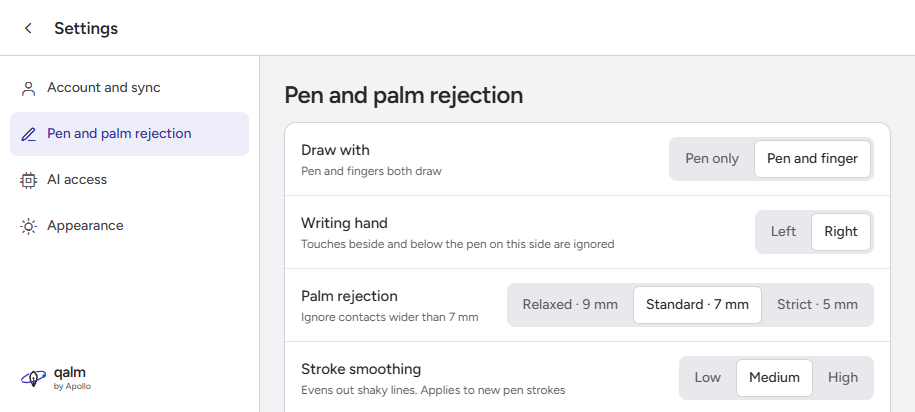 Settings
Account and sync
Pen and palm rejection
AI access
Appearance
qalm
by Apollo
Pen and palm rejection
Draw with
Pen and fingers both draw
Pen only
Pen and finger
Writing hand
Touches beside and below the pen on this side are ignored
Left
Right
Palm rejection
Ignore contacts wider than 7 mm
Relaxed · 9 mm
Standard · 7 mm
Strict · 5 mm
Stroke smoothing
Evens out shaky lines. Applies to new pen strokes
Low
Medium
High